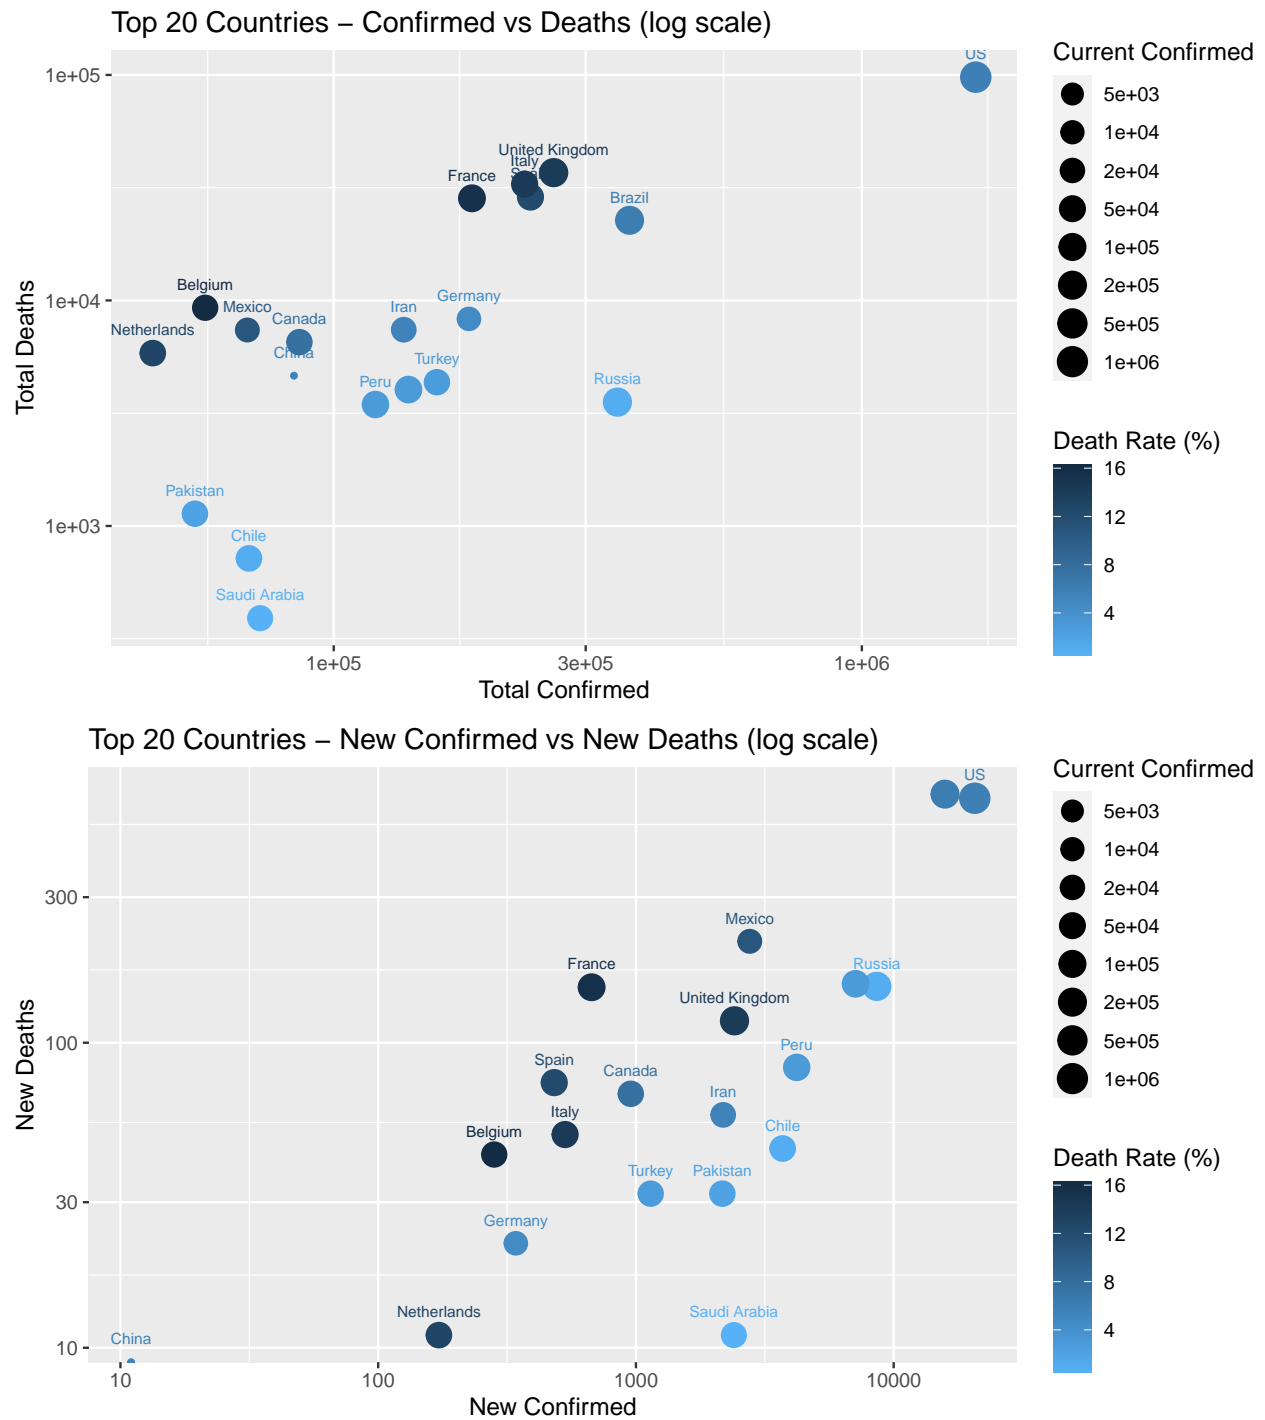 Top 20 Countries – Confirmed vs Deaths (log scale)
US
United Kingdom
Italy
France
Brazil
Belgium
Mexico
Iran
Germany
Canada
Netherlands
China
Turkey
Peru
Russia
Pakistan
Chile
Saudi Arabia
1e+05
1e+04
1e+03
Total Deaths
1e+05 3e+05 1e+06
Total Confirmed
Current Confirmed
5e+03
1e+04
2e+04
5e+04
1e+05
2e+05
5e+05
1e+06
Death Rate (%)
16
12
8
4
Top 20 Countries – New Confirmed vs New Deaths (log scale)
US
Mexico
France
Russia
United Kingdom
Peru
Spain
Canada
Iran
Italy
Chile
Belgium
Turkey
Pakistan
Germany
Netherlands
Saudi Arabia
China
300
100
30
10
New Deaths
10 100 1000 10000
New Confirmed
Current Confirmed
5e+03
1e+04
2e+04
5e+04
1e+05
2e+05
5e+05
1e+06
Death Rate (%)
16
12
8
4